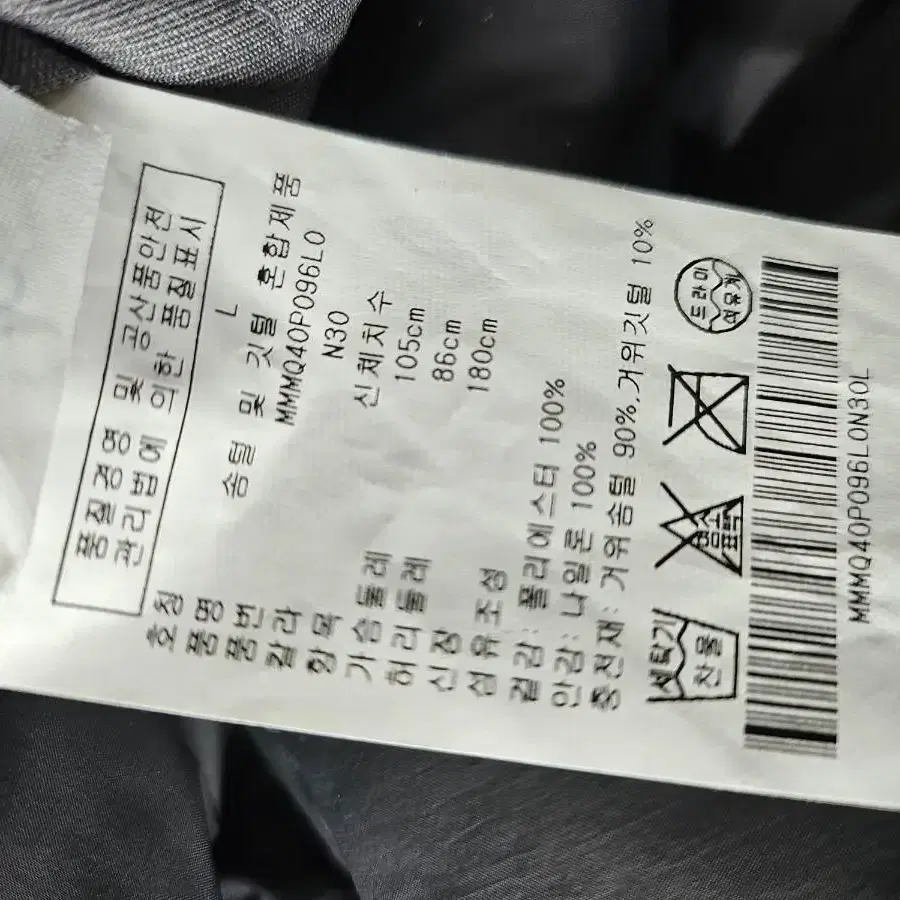 품질경영 및 공산품안전
관리법에 의한 품질표시
호칭 L
품명 솜털 및 깃털 혼합제품
품번 MMMQ40P096L0
칼라 N30
항목 신체치수
가슴둘레 105cm
허리둘레 86cm
신장 180cm
섬유조성
겉감: 폴리에스터 100%
안감: 나일론 100%
충전재: 거위솜털 90%,거위깃털 10%
세탁기
찬물
염소
표백
드라이
석유계
MMMQ40P096L0N30L